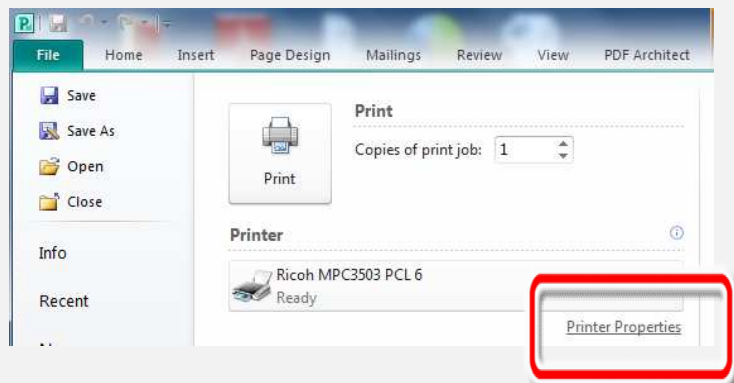 P
File Home Insert Page Design Mailings Review View PDF Architect
Save
Save As
Open
Close
Info
Recent
Print
Print
Copies of print job: 1
Printer
Ricoh MPC3503 PCL 6
Ready
Printer Properties